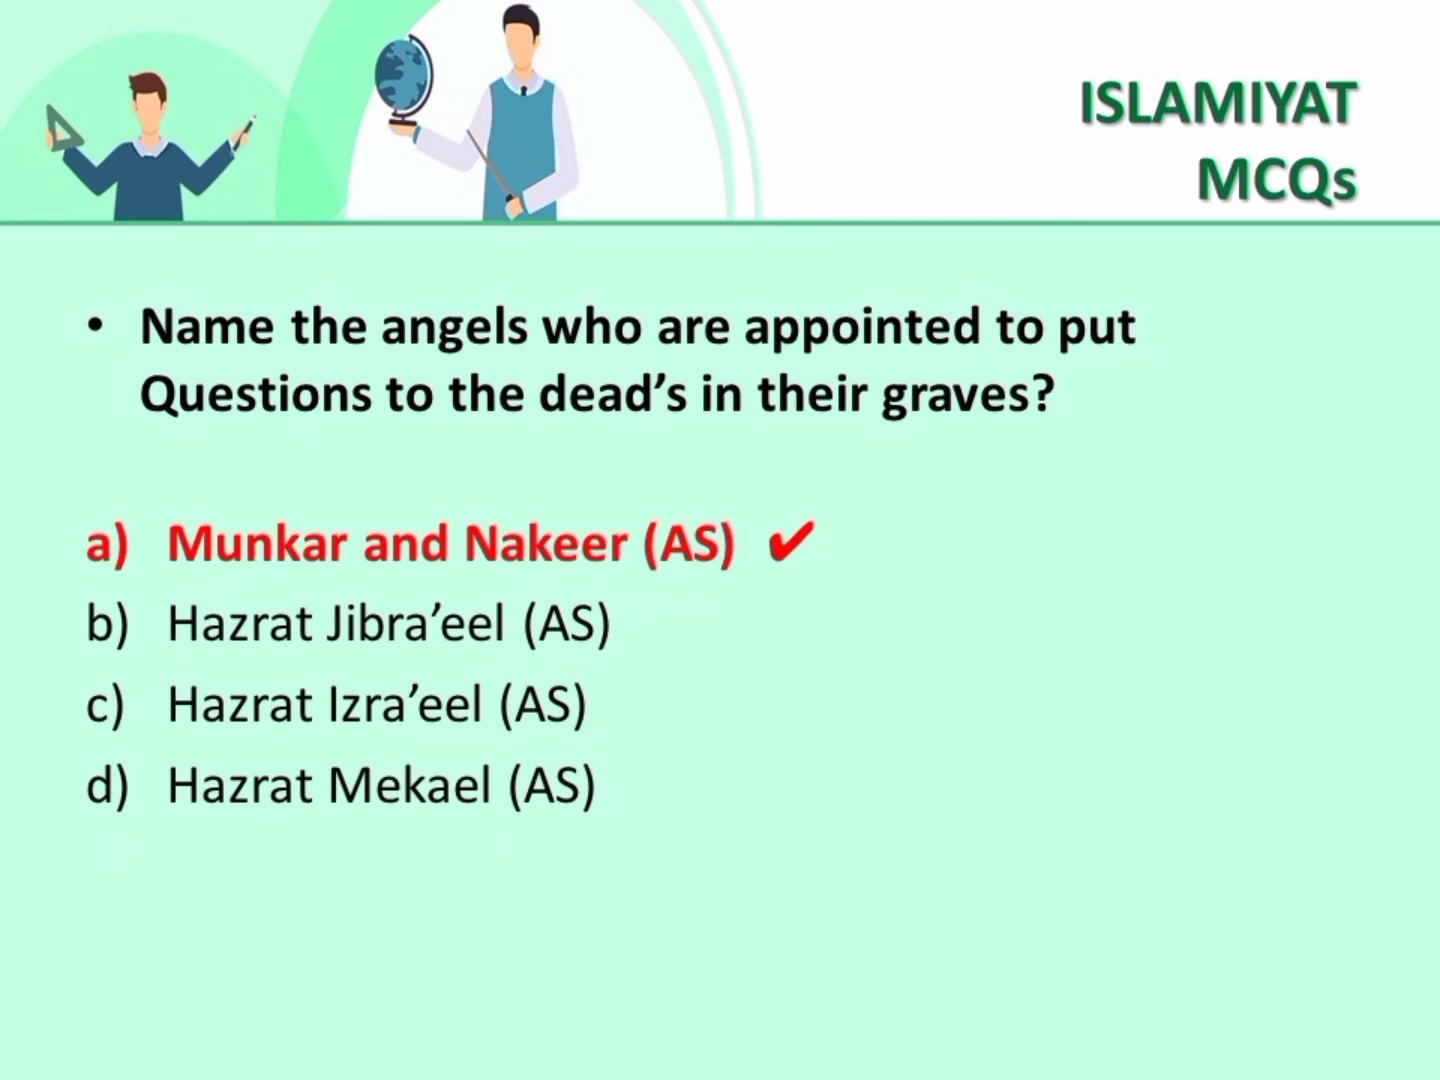 ISLAMIYAT
MCQs
• Name the angels who are appointed to put
Questions to the dead’s in their graves?
a) Munkar and Nakeer (AS) ✔
b) Hazrat Jibra’eel (AS)
c) Hazrat Izra’eel (AS)
d) Hazrat Mekael (AS)